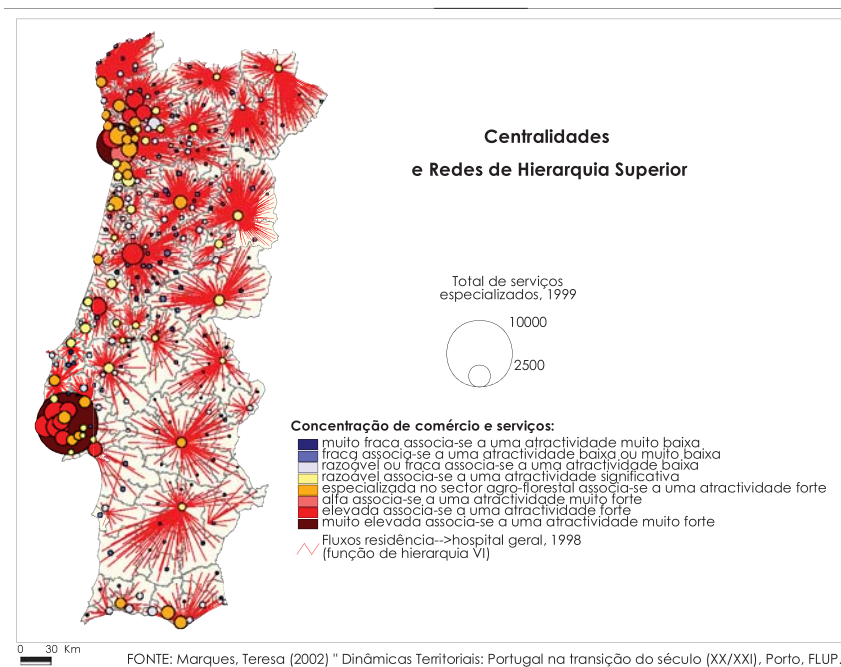 Centralidades
e Redes de Hierarquia Superior
Total de serviços
especializados, 1999
10000
2500
Concentração de comércio e serviços:
muito fraca associa-se a uma atractividade muito baixa
fraca associa-se a uma atractividade baixa ou muito baixa
razoável ou fraca associa-se a uma atractividade baixa
razoável associa-se a uma atractividade significativa
especializada no sector agro-florestal associa-se a uma atractividade forte
alfa associa-se a uma atractividade muito forte
elevada associa-se a uma atractividade forte
muito elevada associa-se a uma atractividade muito forte
Fluxos residência-->hospital geral, 1998
(função de hierarquia VI)
0 30 Km
FONTE: Marques, Teresa (2002) " Dinâmicas Territoriais: Portugal na transição do século (XX/XXI), Porto, FLUP.